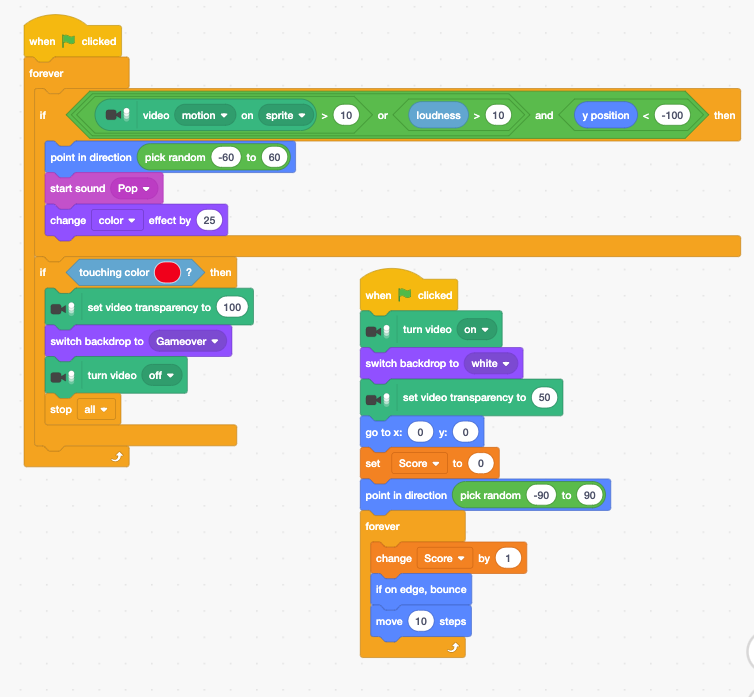 when clicked
forever
if video motion on sprite > 10 or loudness > 10 and y position < -100 then
point in direction pick random -60 to 60
start sound Pop
change color effect by 25
if touching color ? then
set video transparency to 100
switch backdrop to Gameover
turn video off
stop all
when clicked
turn video on
switch backdrop to white
set video transparency to 50
go to x: 0 y: 0
set Score to 0
point in direction pick random -90 to 90
forever
change Score by 1
if on edge, bounce
move 10 steps